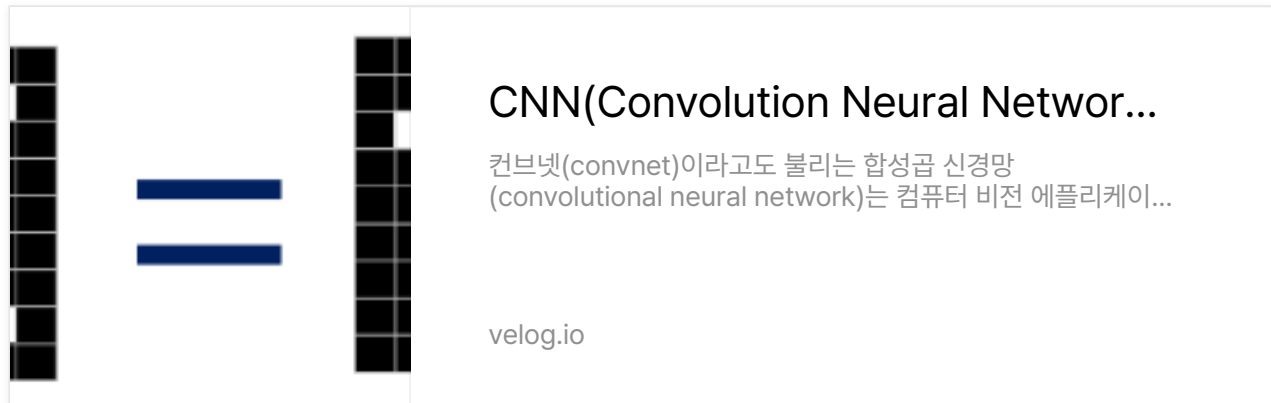 CNN(Convolution Neural Networ...
컨브넷(convnet)이라고도 불리는 합성곱 신경망
(convolutional neural network)는 컴퓨터 비전 애플리케이...
velog.io